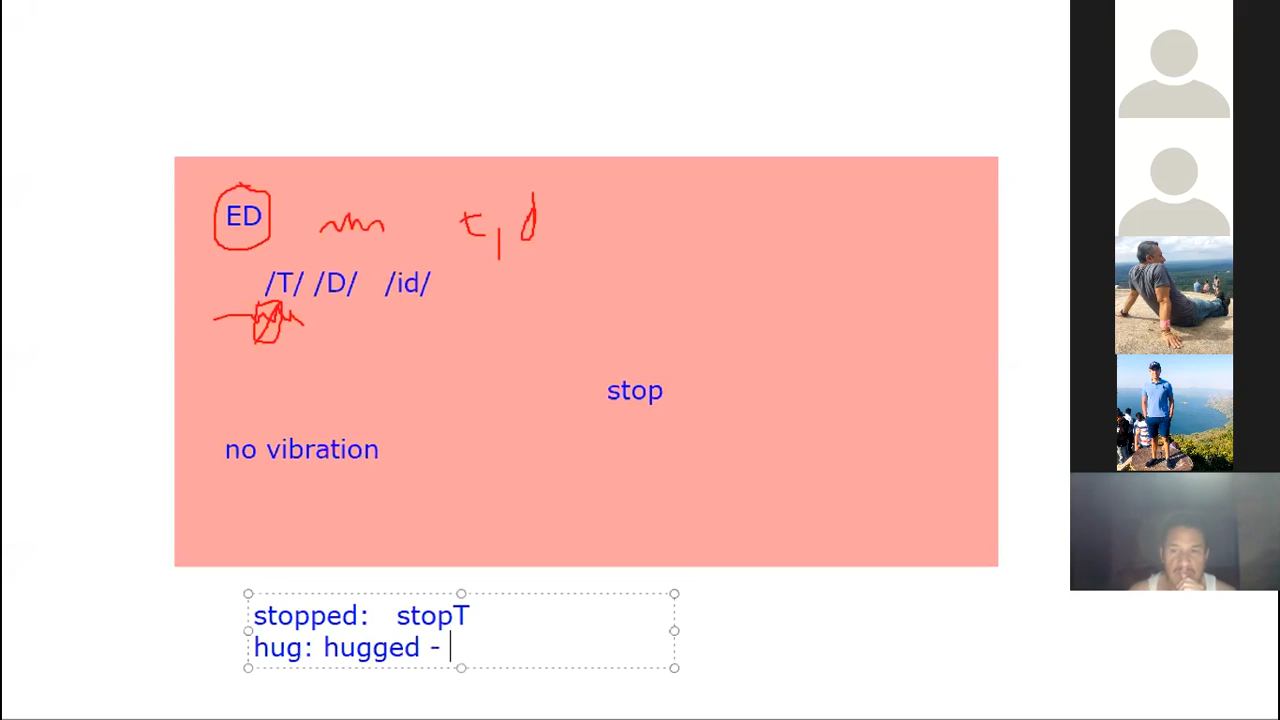 ED t, d
/T/ /D/ /id/
stop
no vibration
stopped: stopT
hug: hugged -